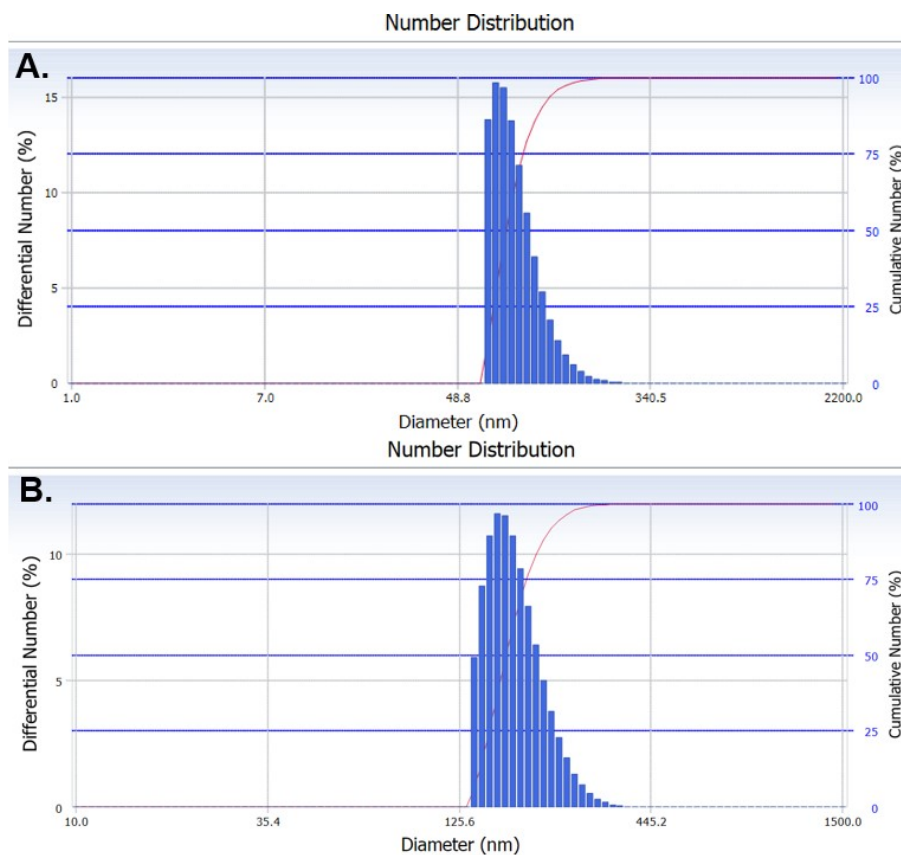 Number Distribution
A.
15
10
5
0
100
75
50
25
0
Differential Number (%)
Cumulative Number (%)
1.0 7.0 48.8 340.5 2200.0
Diameter (nm)
Number Distribution
B.
10
5
0
100
75
50
25
0
Differential Number (%)
Cumulative Number (%)
10.0 35.4 125.6 445.2 1500.0
Diameter (nm)